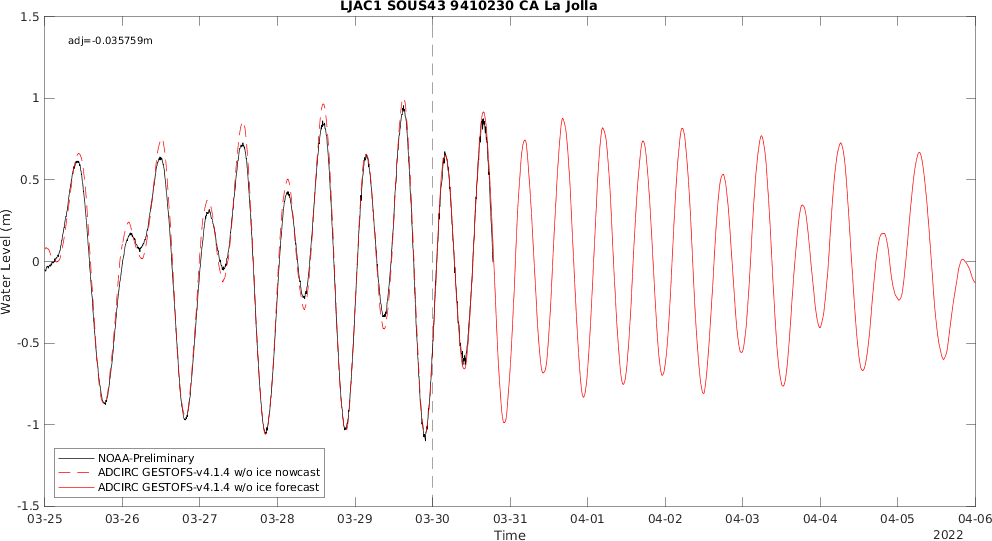 LJAC1 SOUS43 9410230 CA La Jolla
adj=-0.035759m
1.5
1
0.5
0
-0.5
-1
-1.5
Water Level (m)
NOAA-Preliminary
ADCIRC GESTOFS-v4.1.4 w/o ice nowcast
ADCIRC GESTOFS-v4.1.4 w/o ice forecast
03-25 03-26 03-27 03-28 03-29 03-30 03-31 04-01 04-02 04-03 04-04 04-05 04-06
Time
2022